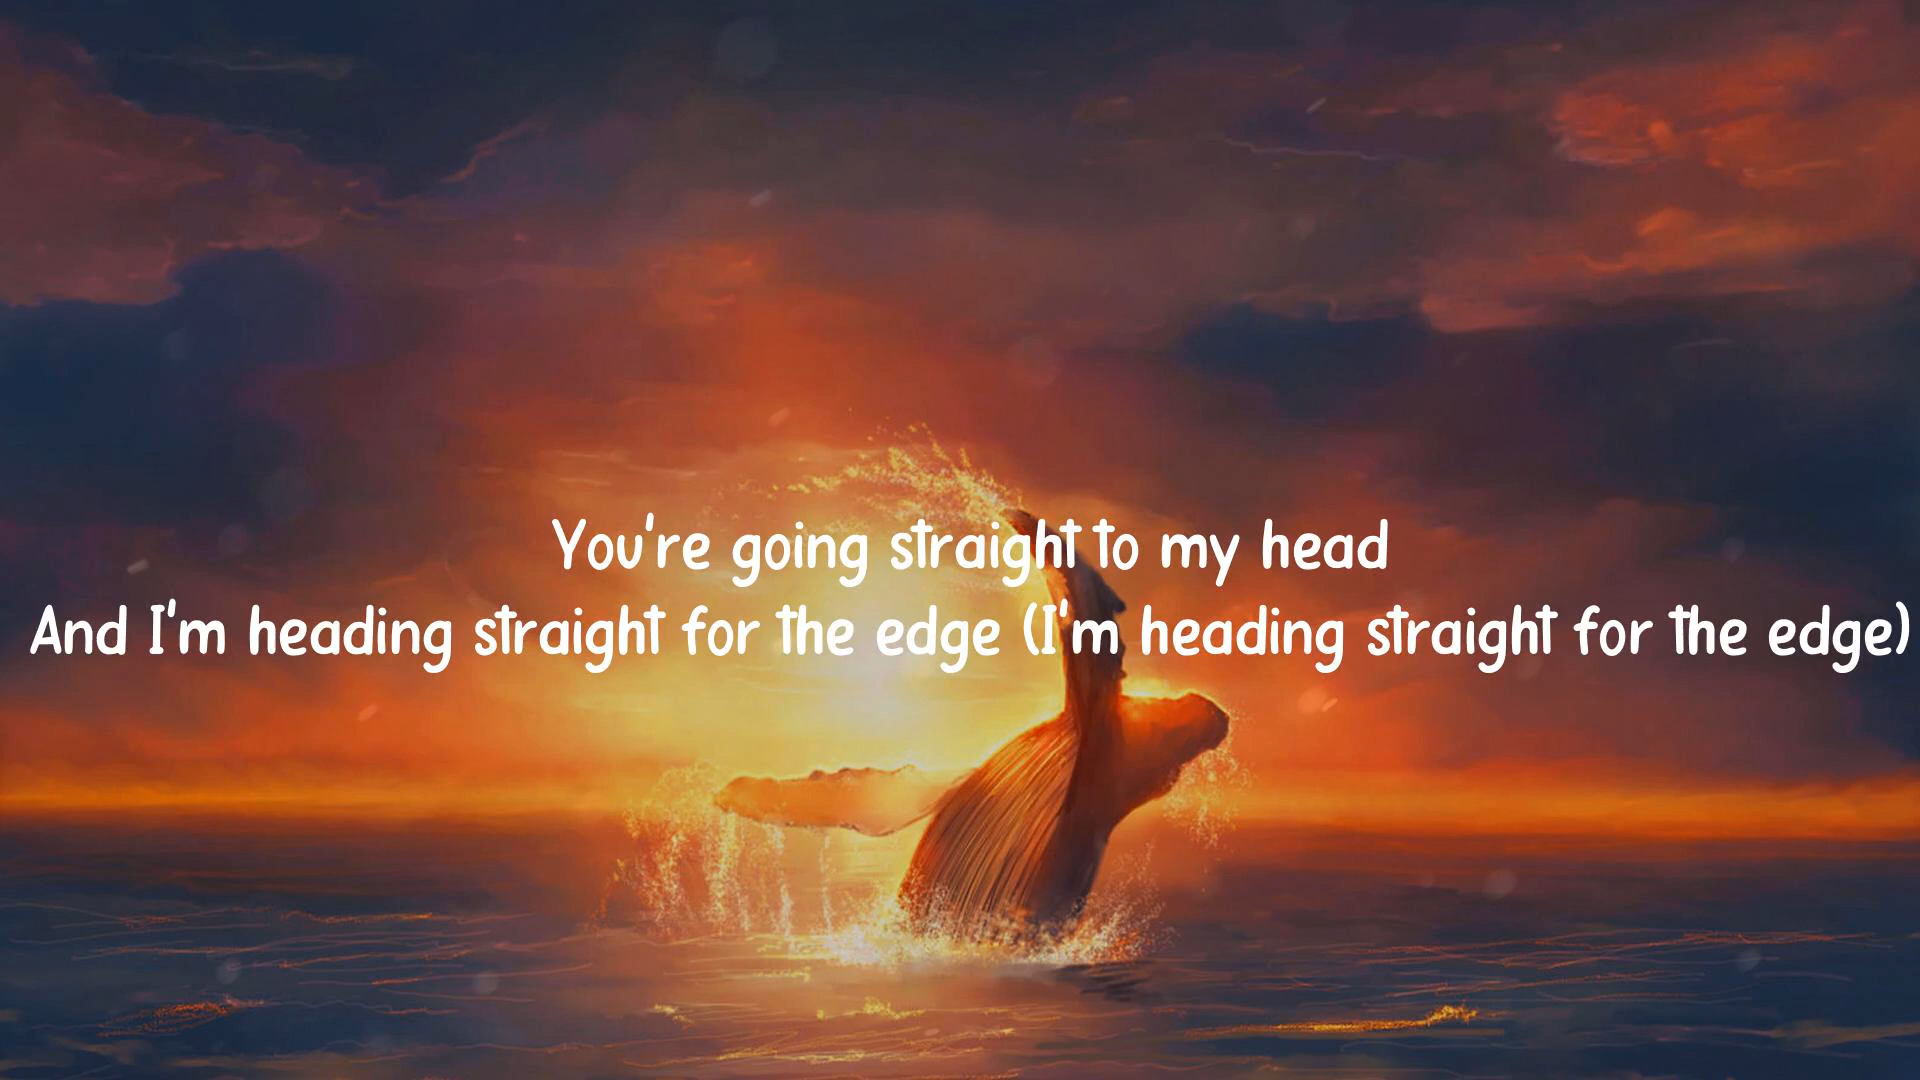 You're going straight to my head
And I'm heading straight for the edge (I'm heading straight for the edge)